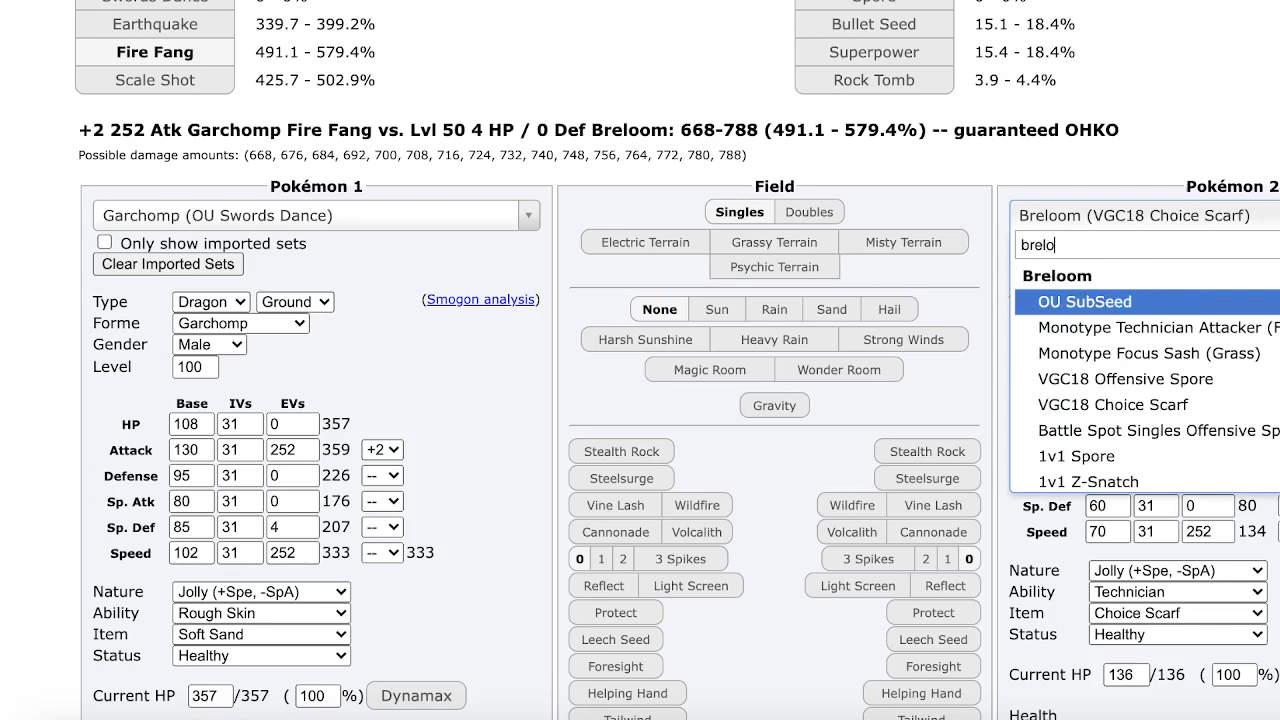 Swords Dance
0 - 0%
Spore
0 - 0%
Earthquake 339.7 - 399.2%
Bullet Seed 15.1 - 18.4%
Fire Fang 491.1 - 579.4%
Superpower 15.4 - 18.4%
Scale Shot 425.7 - 502.9%
Rock Tomb 3.9 - 4.4%
+2 252 Atk Garchomp Fire Fang vs. Lvl 50 4 HP / 0 Def Breloom: 668-788 (491.1 - 579.4%) -- guaranteed OHKO
Possible damage amounts: (668, 676, 684, 692, 700, 708, 716, 724, 732, 740, 748, 756, 764, 772, 780, 788)
Pokémon 1
Garchomp (OU Swords Dance)
Only show imported sets
Clear Imported Sets
Type Dragon Ground (Smogon analysis)
Forme Garchomp
Gender Male
Level 100
Base IVs EVs
HP 108 31 0 357
Attack 130 31 252 359 +2
Defense 95 31 0 226 --
Sp. Atk 80 31 0 176 --
Sp. Def 85 31 4 207 --
Speed 102 31 252 333 -- 333
Nature Jolly (+Spe, -SpA)
Ability Rough Skin
Item Soft Sand
Status Healthy
Current HP 357 /357 ( 100 %) Dynamax
Field
Singles Doubles
Electric Terrain Grassy Terrain Misty Terrain
Psychic Terrain
None Sun Rain Sand Hail
Harsh Sunshine Heavy Rain Strong Winds
Magic Room Wonder Room
Gravity
Stealth Rock Stealth Rock
Steelsurge Steelsurge
Vine Lash Wildfire Wildfire Vine Lash
Cannonade Volcalith Volcalith Cannonade
0 1 2 3 Spikes 3 Spikes 2 1 0
Reflect Light Screen Light Screen Reflect
Protect Protect
Leech Seed Leech Seed
Foresight Foresight
Helping Hand Helping Hand
Tailwind Tailwind
Pokémon 2
Breloom (VGC18 Choice Scarf)
brelo
Breloom
OU SubSeed
Monotype Technician Attacker (F
Monotype Focus Sash (Grass)
VGC18 Offensive Spore
VGC18 Choice Scarf
Battle Spot Singles Offensive Sp
1v1 Spore
1v1 Z-Snatch
Sp. Def 60 31 0 80
Speed 70 31 252 134
Nature Jolly (+Spe, -SpA)
Ability Technician
Item Choice Scarf
Status Healthy
Current HP 136 /136 ( 100 %)
Health